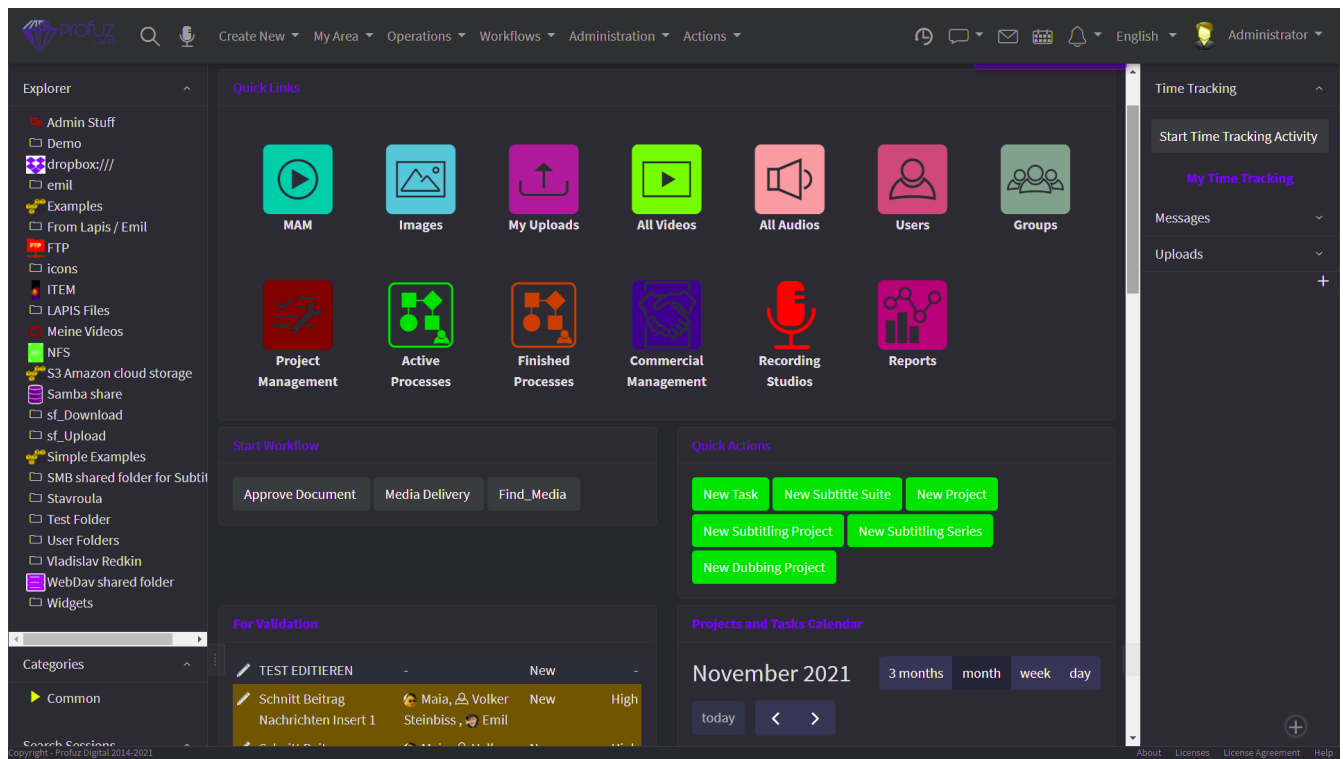 PROFUZ
LAPIS
Create New
My Area
Operations
Workflows
Administration
Actions
English
Administrator
Explorer
Admin Stuff
Demo
dropbox:///
emil
Examples
From Lapis / Emil
FTP
FTP
icons
ITEM
LAPIS Files
Meine Videos
NFS
S3 Amazon cloud storage
Samba share
sf_Download
sf_Upload
Simple Examples
SMB shared folder for Subtit
Stavroula
Test Folder
User Folders
Vladislav Redkin
WebDav shared folder
Widgets
Categories
Common
Search Sessions
Quick Links
MAM
Images
My Uploads
All Videos
All Audios
Users
Groups
Project
Management
Active
Processes
Finished
Processes
Commercial
Management
Recording
Studios
Reports
Start Workflow
Approve Document
Media Delivery
Find_Media
Quick Actions
New Task
New Subtitle Suite
New Project
New Subtitling Project
New Subtitling Series
New Dubbing Project
For Validation
TEST EDITIEREN - New -
Schnitt Beitrag Maia, Volker New High
Nachrichten Insert 1 Steinbiss , Emil
Projects and Tasks Calendar
November 2021
3 months
month
week
day
today
Time Tracking
Start Time Tracking Activity
My Time Tracking
Messages
Uploads
Copyright - Profuz Digital 2014-2021
About
Licenses
License Agreement
Help